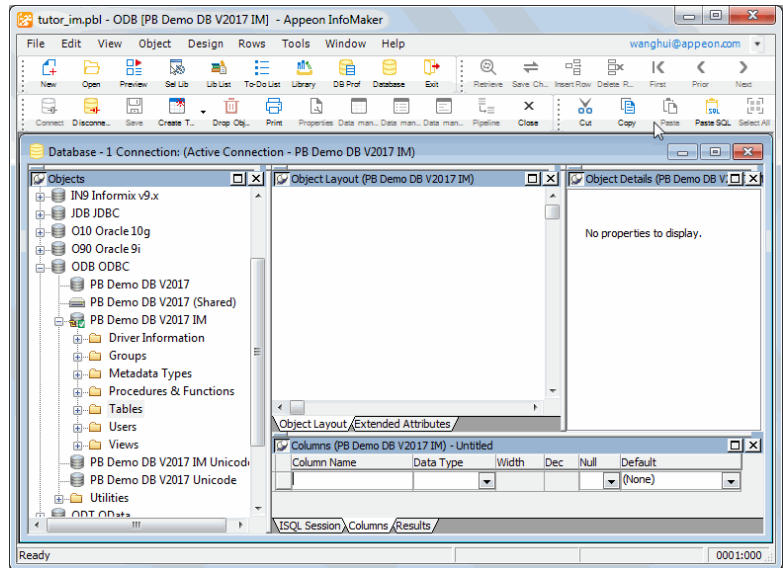 tutor_im.pbl - ODB [PB Demo DB V2017 IM] - Appeon InfoMaker
File Edit View Object Design Rows Tools Window Help wanghui@appeon.com
New Open Preview Sel Lib Lib List To-Do List Library DB Prof Database Exit Retrieve Save Ch... Insert Row Delete R... First Prior Next
Connect Disconne... Save Create T... Drop Obj... Print Properties Data man... Data man... Data man... Pipeline Close Cut Copy Paste Paste SQL Select All
Database - 1 Connection: (Active Connection - PB Demo DB V2017 IM)
Objects
IN9 Informix v9.x
JDB JDBC
O10 Oracle 10g
O90 Oracle 9i
ODB ODBC
PB Demo DB V2017
PB Demo DB V2017 (Shared)
PB Demo DB V2017 IM
Driver Information
Groups
Metadata Types
Procedures & Functions
Tables
Users
Views
PB Demo DB V2017 IM Unicod
PB Demo DB V2017 Unicode
Utilities
ODT OData
Object Layout (PB Demo DB V2017 IM)
Object Layout Extended Attributes
Object Details (PB Demo DB V
No properties to display.
Columns (PB Demo DB V2017 IM) - Untitled
Column Name Data Type Width Dec Null Default
(None)
ISQL Session Columns Results
Ready 0001:000